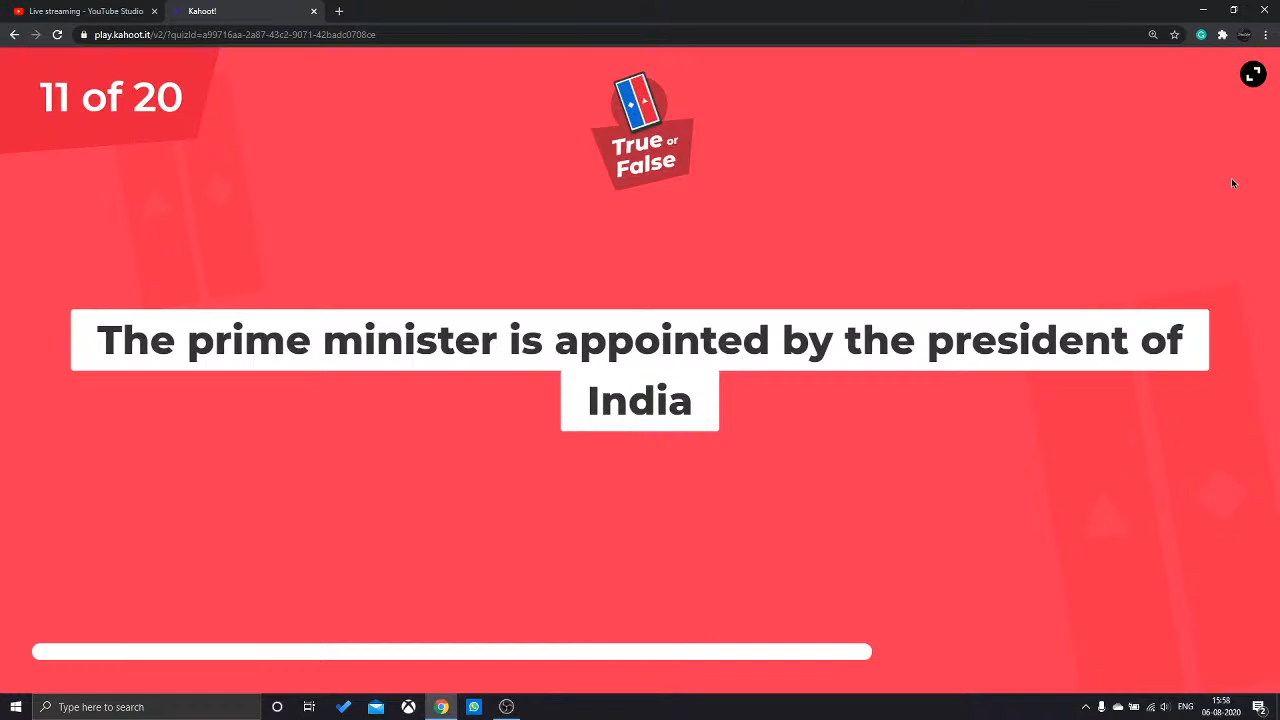 Live streaming - YouTube Studio
Kahoot!
play.kahoot.it/v2/?quizId=a99716aa-2a87-43c2-9071-42badc0708ce
11 of 20
True or
False
The prime minister is appointed by the president of
India
Type here to search
ENG
15:58
06-08-2020